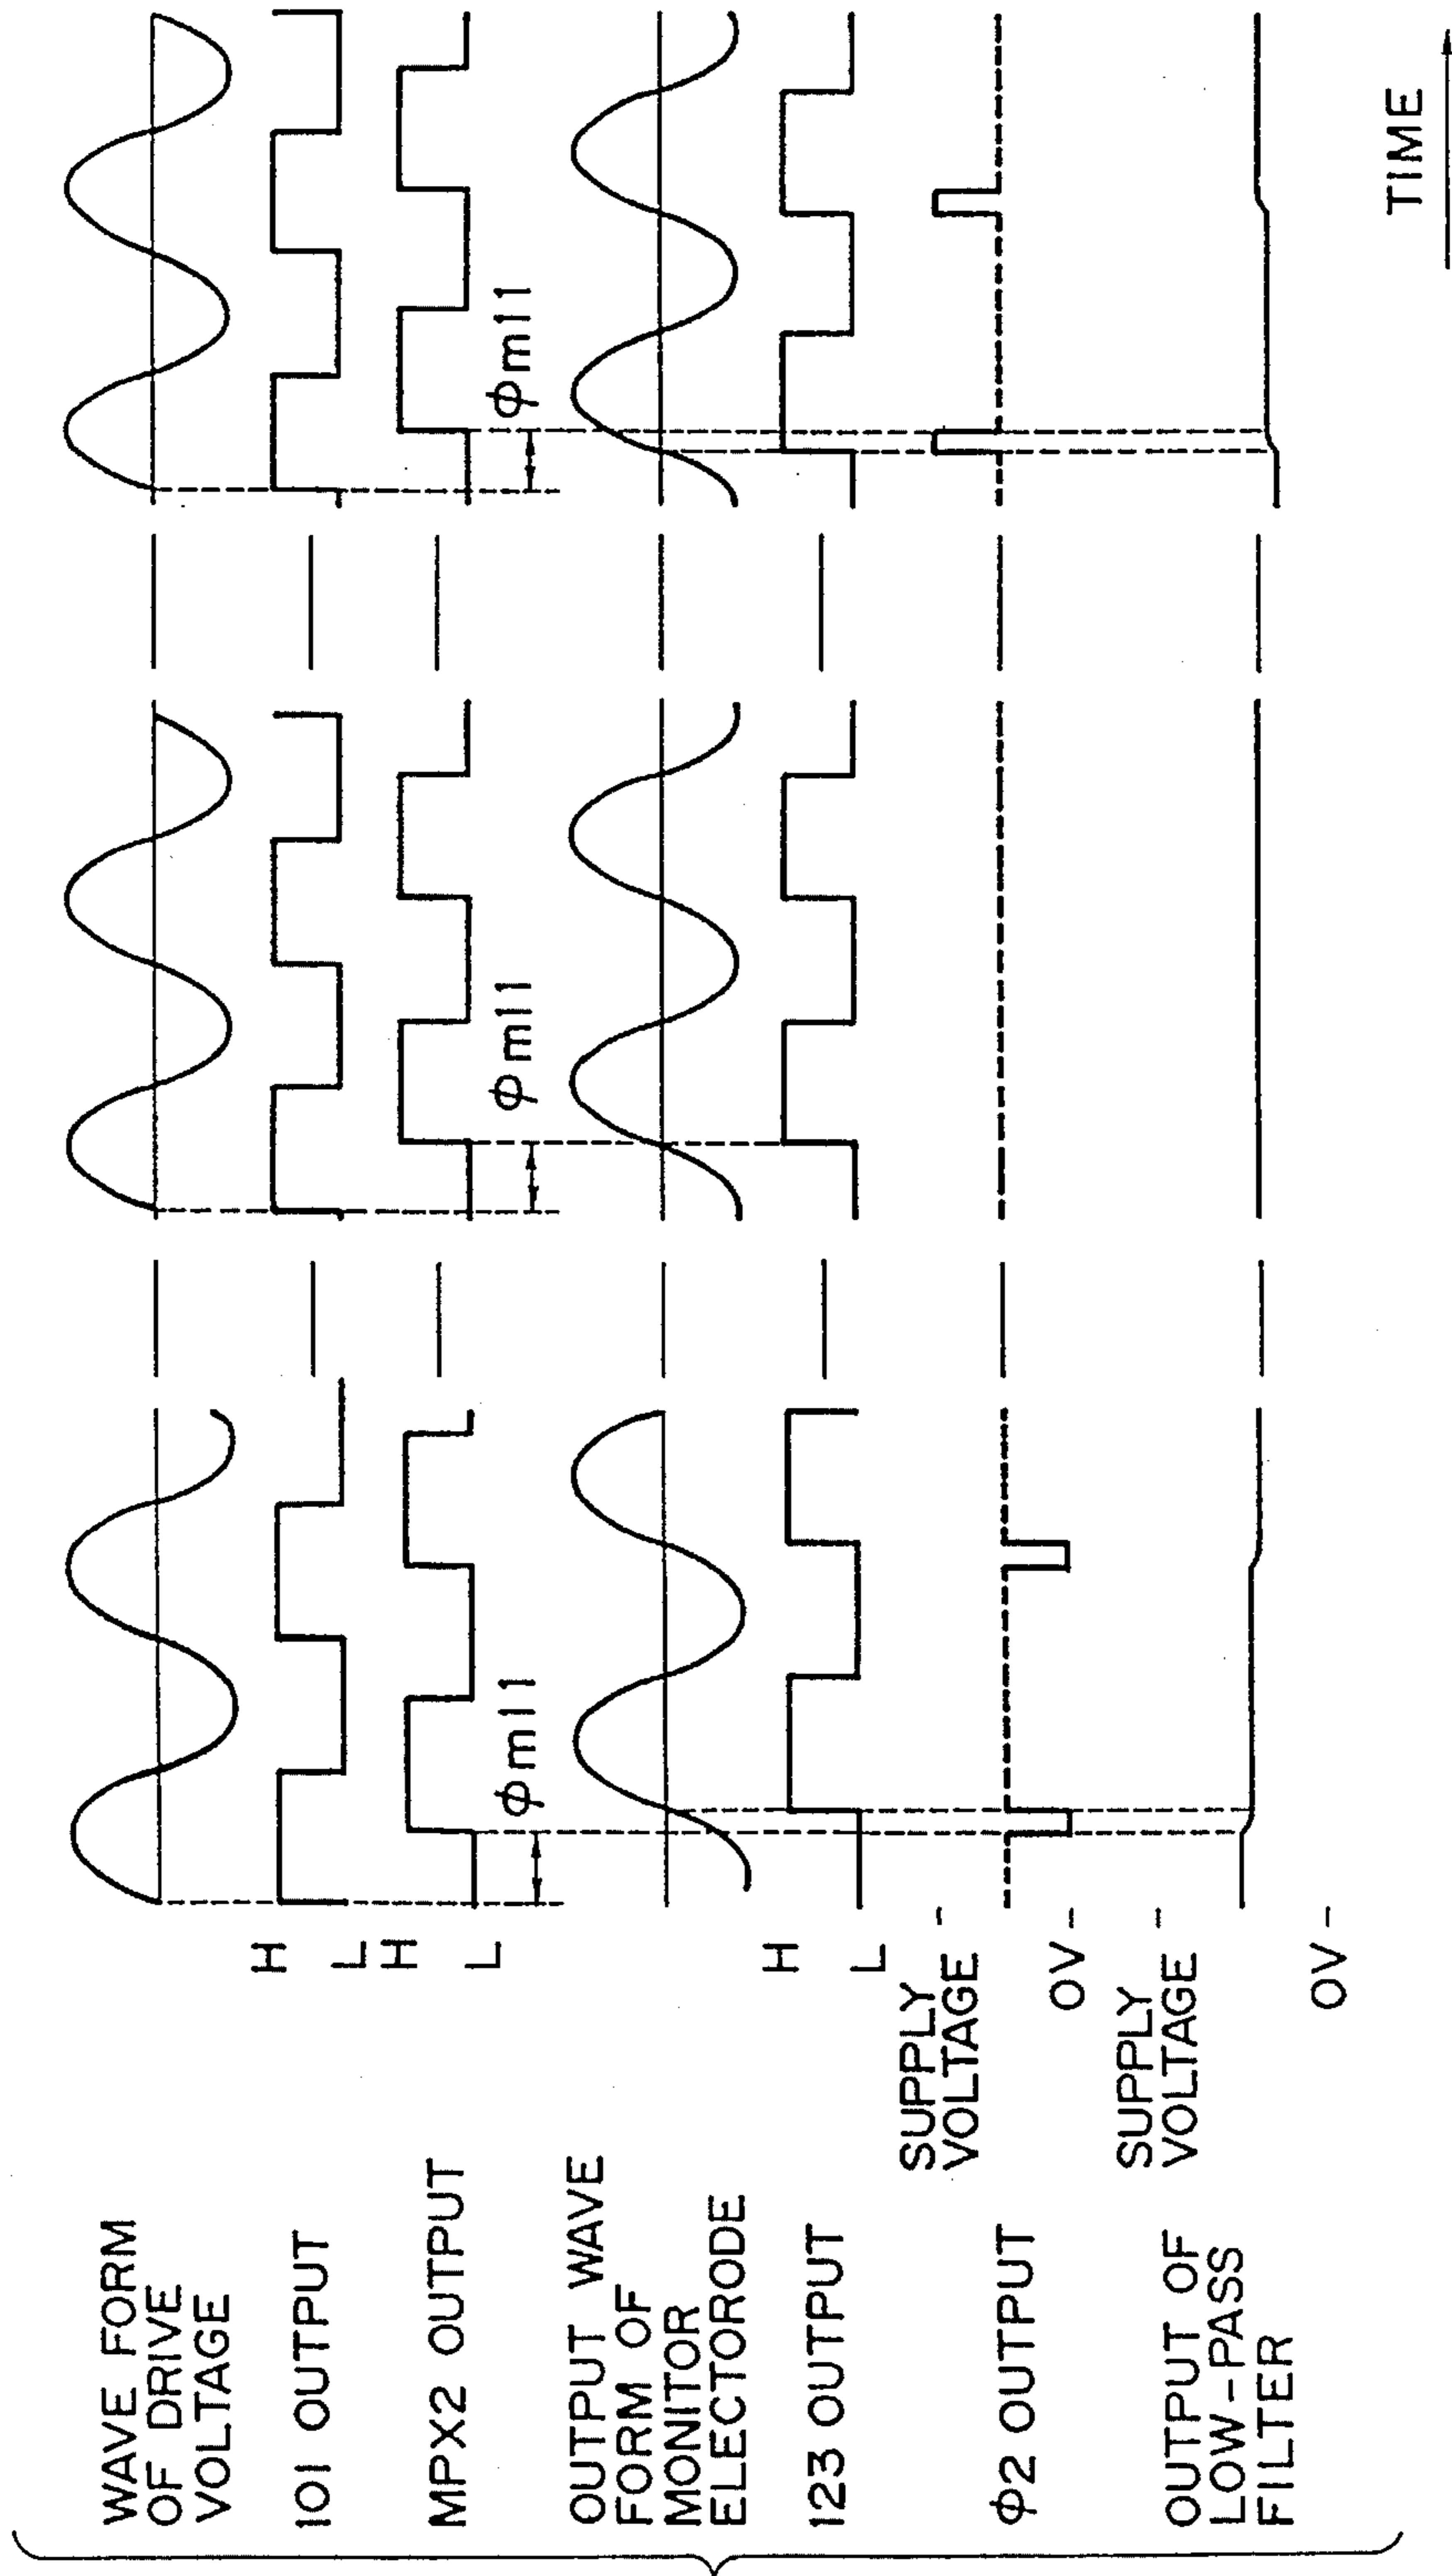 WAVE FORM
OF DRIVE
VOLTAGE
101 OUTPUT
H
L
MPX2 OUTPUT
H
L
φm11
φm11
φm11
OUTPUT WAVE
FORM OF
MONITOR
ELECTORODE
123 OUTPUT
H
L
φ2 OUTPUT
SUPPLY
VOLTAGE -
0V -
OUTPUT OF
LOW-PASS
FILTER
SUPPLY
VOLTAGE -
0V -
TIME